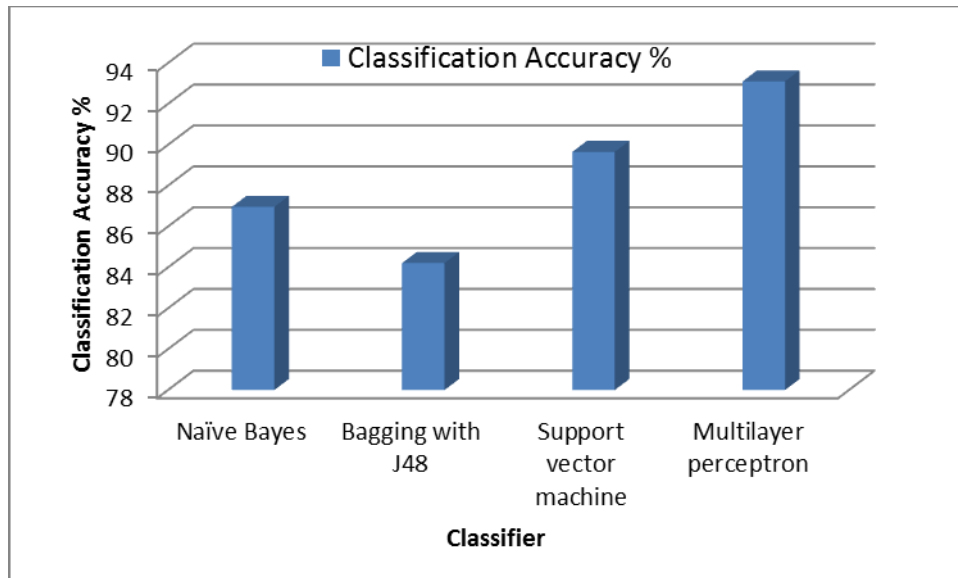 Classification Accuracy %
Classification Accuracy %
94
92
90
88
86
84
82
80
78
Naïve Bayes
Bagging with
J48
Support
vector
machine
Multilayer
perceptron
Classifier